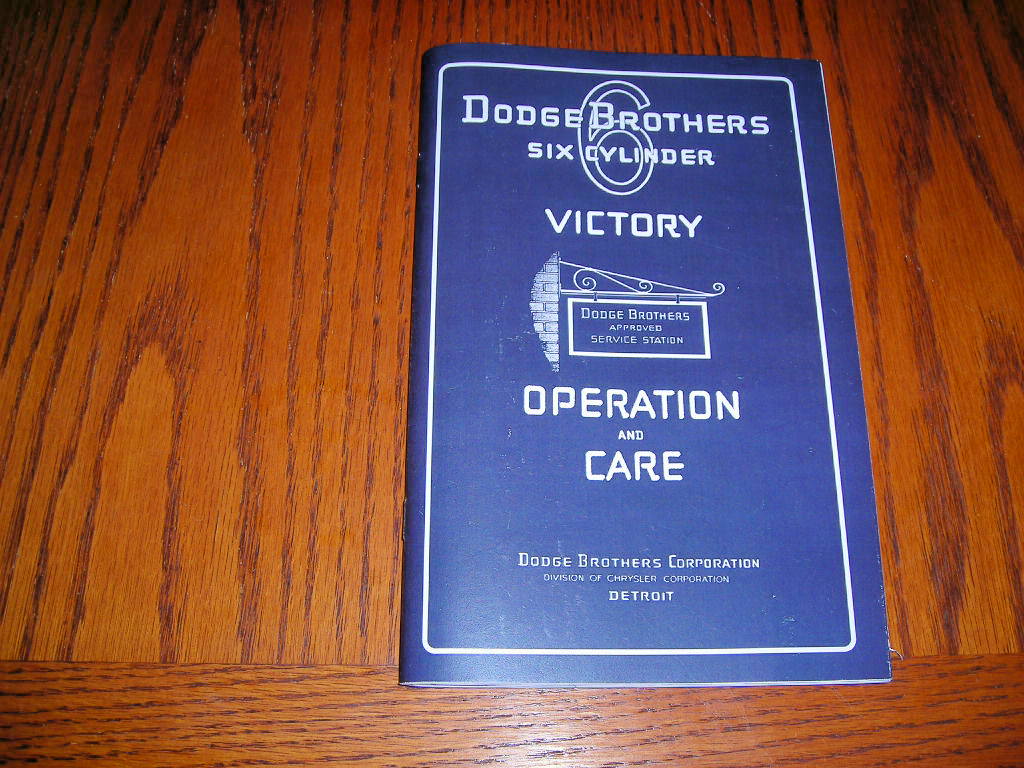 6
DODGE BROTHERS
SIX CYLINDER
VICTORY
DODGE BROTHERS
APPROVED
SERVICE STATION
OPERATION
AND
CARE
DODGE BROTHERS CORPORATION
DIVISION OF CHRYSLER CORPORATION
DETROIT